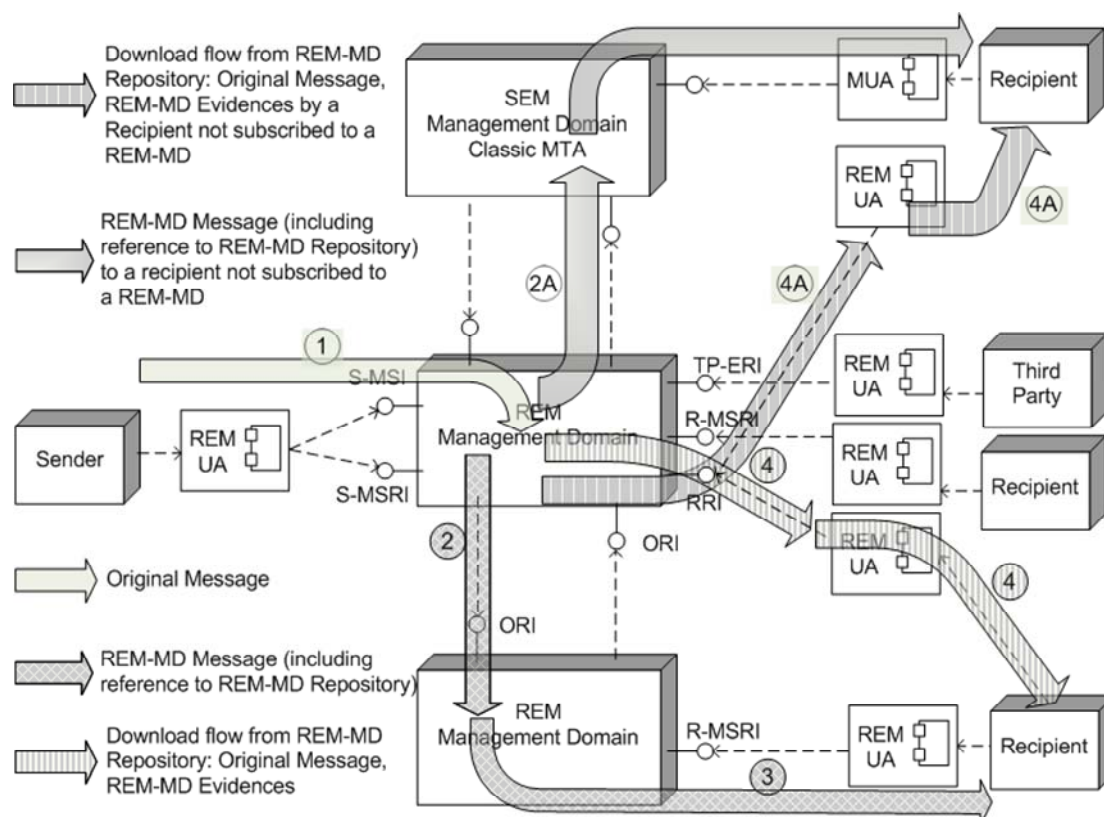 Download flow from REM-MD
Repository: Original Message,
REM-MD Evidences by a
Recipient not subscribed to a
REM-MD
REM-MD Message (including
reference to REM-MD Repository)
to a recipient not subscribed to
a REM-MD
SEM
Management Domain
Classic MTA
MUA
Recipient
REM
UA
4A
4A
2A
1
S-MSI
S-MSRI
Sender
REM
UA
REM
Management Domain
TP-ERI
R-MSRI
RRI
ORI
REM
UA
Third
Party
REM
UA
Recipient
4
REM
UA
4
2
ORI
Original Message
REM-MD Message (including
reference to REM-MD Repository)
Download flow from REM-MD
Repository: Original Message,
REM-MD Evidences
REM
Management Domain
R-MSRI
REM
UA
Recipient
3